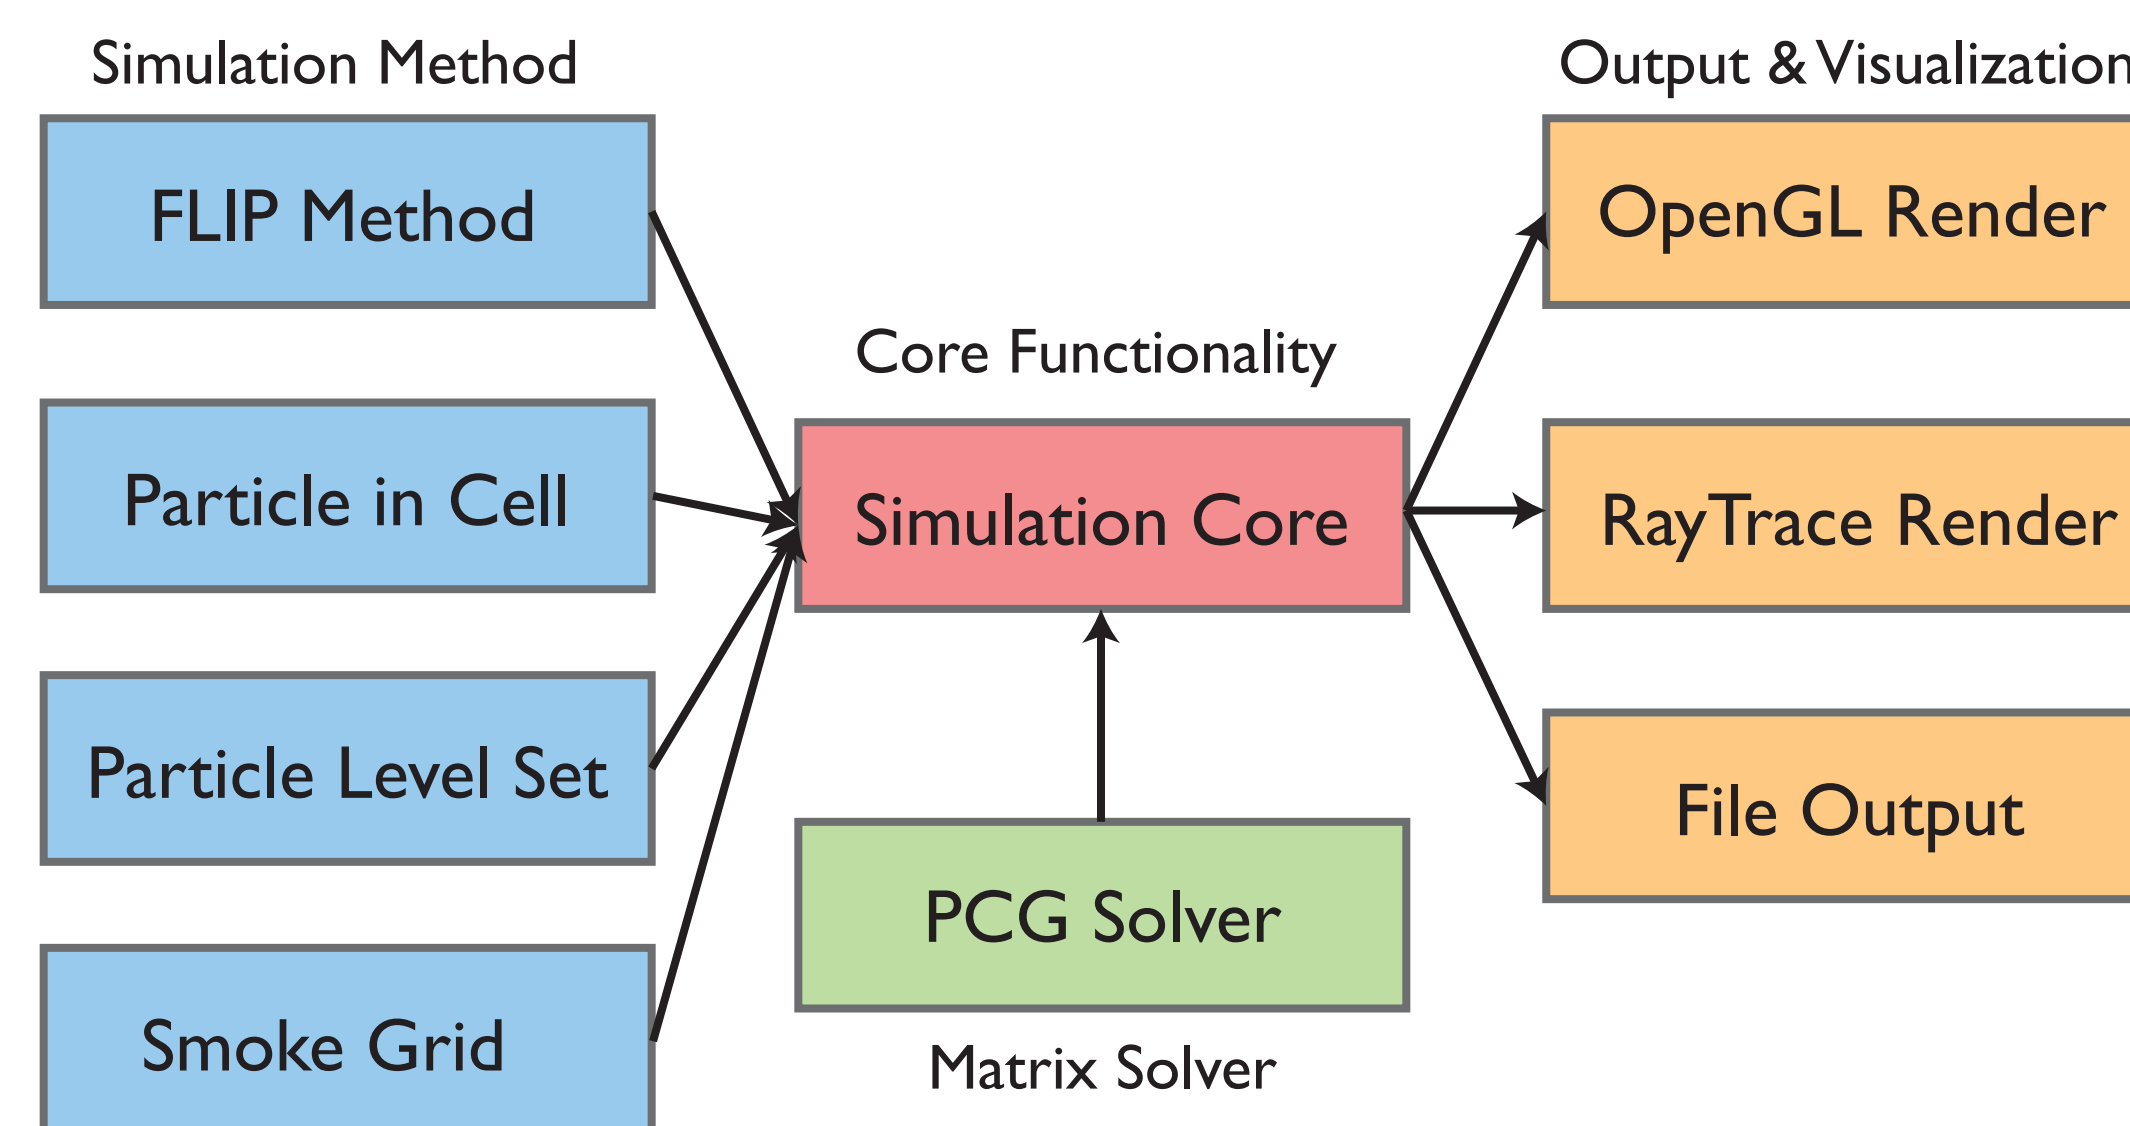 Simulation Method
FLIP Method
Particle in Cell
Particle Level Set
Smoke Grid
Core Functionality
Simulation Core
PCG Solver
Matrix Solver
Output & Visualization
OpenGL Render
RayTrace Render
File Output